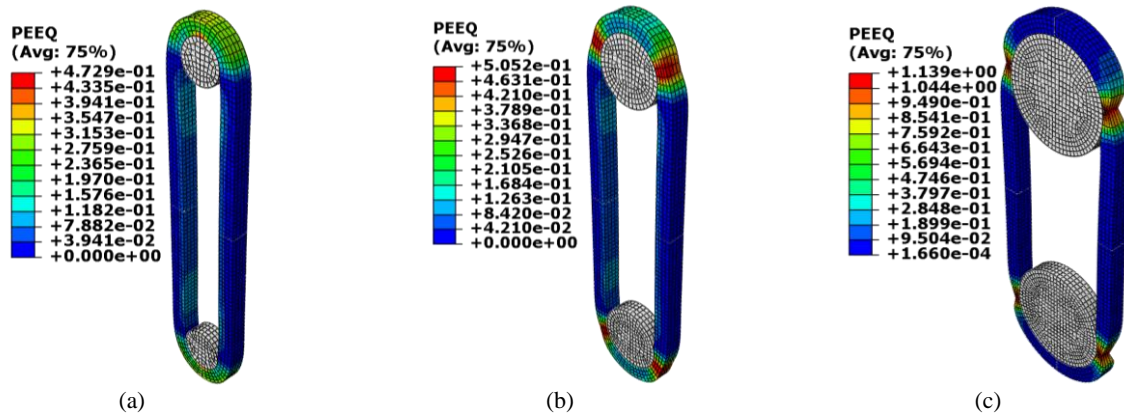 PEEQ
(Avg: 75%)
+4.729e-01
+4.335e-01
+3.941e-01
+3.547e-01
+3.153e-01
+2.759e-01
+2.365e-01
+1.970e-01
+1.576e-01
+1.182e-01
+7.882e-02
+3.941e-02
+0.000e+00
(a)
PEEQ
(Avg: 75%)
+5.052e-01
+4.631e-01
+4.210e-01
+3.789e-01
+3.368e-01
+2.947e-01
+2.526e-01
+2.105e-01
+1.684e-01
+1.263e-01
+8.420e-02
+4.210e-02
+0.000e+00
(b)
PEEQ
(Avg: 75%)
+1.139e+00
+1.044e+00
+9.490e-01
+8.541e-01
+7.592e-01
+6.643e-01
+5.694e-01
+4.746e-01
+3.797e-01
+2.848e-01
+1.899e-01
+9.504e-02
+1.660e-04
(c)